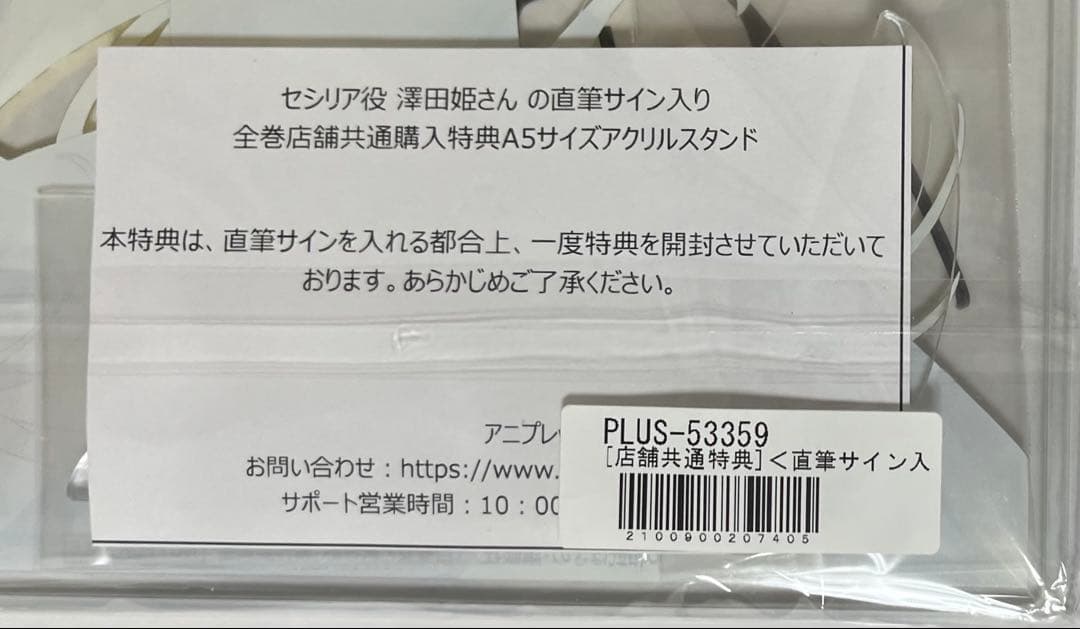 セシリア役 澤田姫さん の直筆サイン入り
全巻店舗共通購入特典A5サイズアクリルスタンド
本特典は、直筆サインを入れる都合上、一度特典を開封させていただいて
おります。あらかじめご了承ください。
アニプレ
お問い合わせ：https://www.
サポート営業時間：10：00
PLUS-53359
[店舗共通特典]＜直筆サイン入
2100900207405